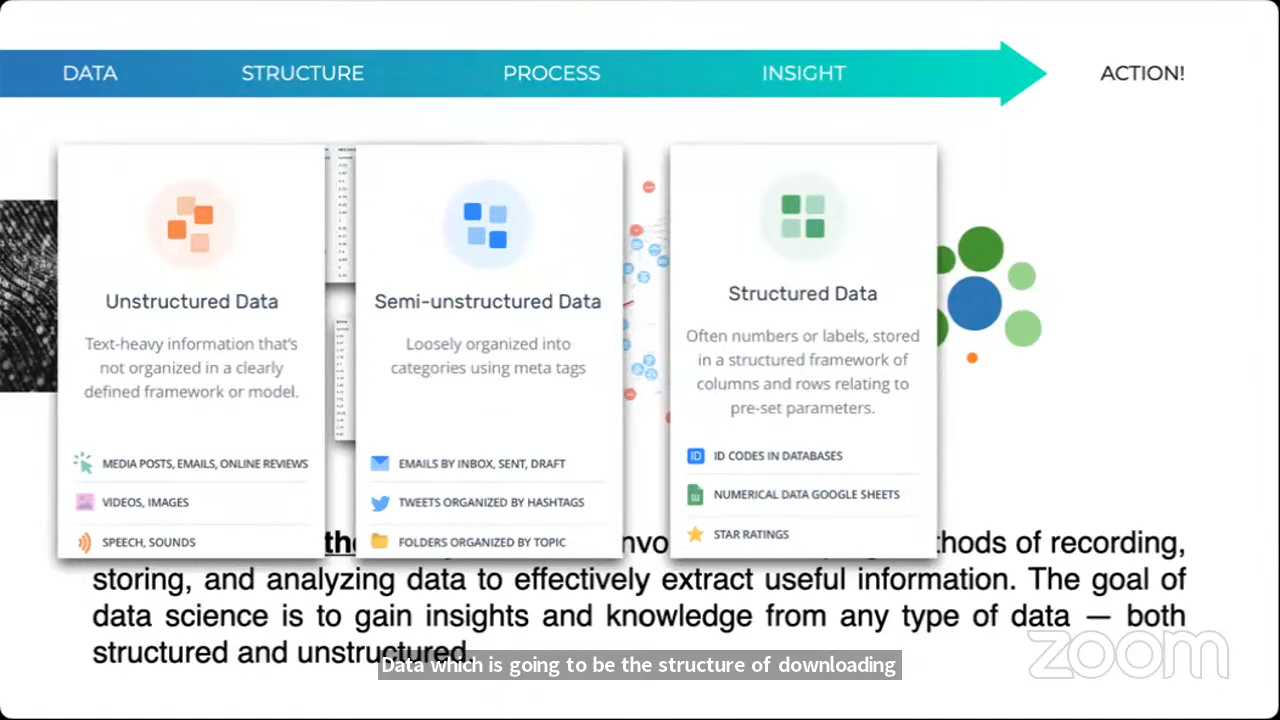 DATA STRUCTURE PROCESS INSIGHT ACTION!
Unstructured Data
Text-heavy information that's
not organized in a clearly
defined framework or model.
MEDIA POSTS, EMAILS, ONLINE REVIEWS
VIDEOS, IMAGES
SPEECH, SOUNDS
Semi-unstructured Data
Loosely organized into
categories using meta tags
EMAILS BY INBOX, SENT, DRAFT
TWEETS ORGANIZED BY HASHTAGS
FOLDERS ORGANIZED BY TOPIC
Structured Data
Often numbers or labels, stored
in a structured framework of
columns and rows relating to
pre-set parameters.
ID CODES IN DATABASES
NUMERICAL DATA GOOGLE SHEETS
STAR RATINGS
of recording,
storing, and analyzing data to effectively extract useful information. The goal of
data science is to gain insights and knowledge from any type of data — both
structured and unstructured.
Data which is going to be the structure of downloading
zoom